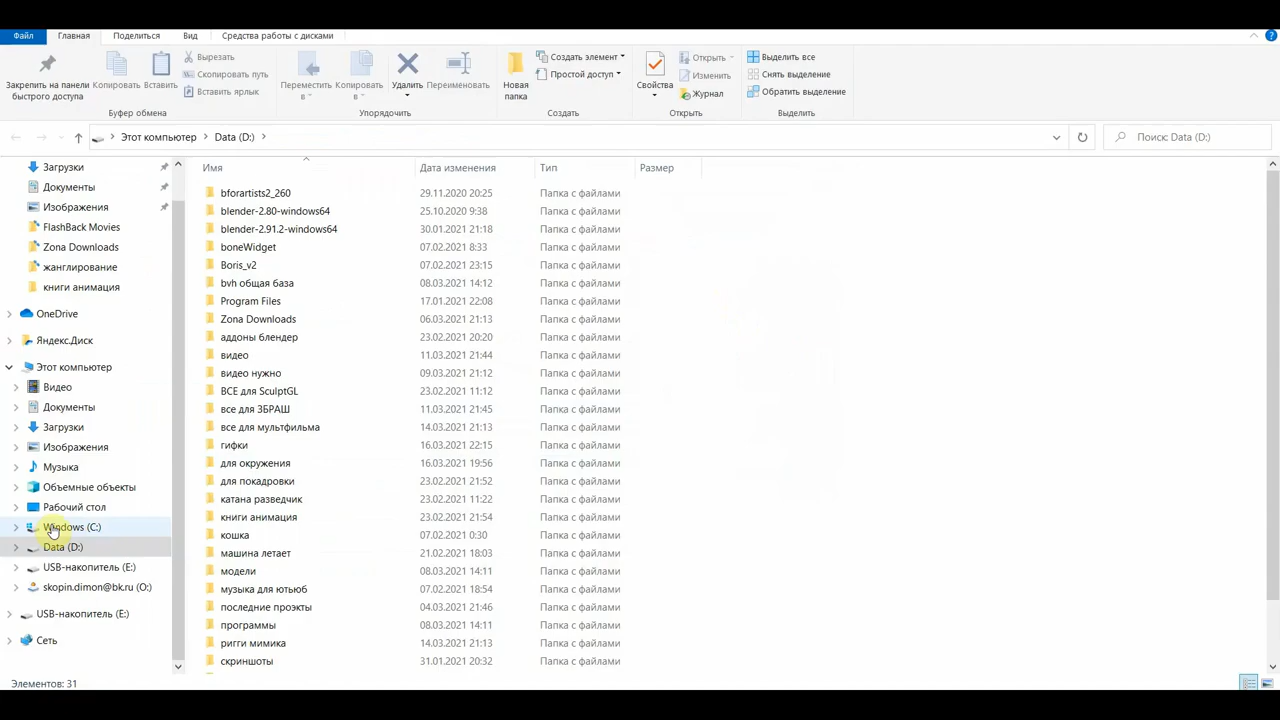 Файл Главная Поделиться Вид Средства работы с дисками
Закрепить на панели быстрого доступа
Копировать
Вставить
Вырезать
Скопировать путь
Вставить ярлык
Переместить в
Копировать в
Удалить
Переименовать
Новая папка
Создать элемент
Простой доступ
Свойства
Открыть
Изменить
Журнал
Выделить все
Снять выделение
Обратить выделение
Буфер обмена Упорядочить Создать Открыть Выделить
Этот компьютер Data (D:) Поиск: Data (D:)
Загрузки
Документы
Изображения
FlashBack Movies
Zona Downloads
жанглирование
книги анимация
OneDrive
Яндекс.Диск
Этот компьютер
Видео
Документы
Загрузки
Изображения
Музыка
Объемные объекты
Рабочий стол
Windows (C:)
Data (D:)
USB-накопитель (E:)
skopin.dimon@bk.ru (O:)
USB-накопитель (E:)
Сеть
Имя Дата изменения Тип Размер
bforartists2_260 29.11.2020 20:25 Папка с файлами
blender-2.80-windows64 25.10.2020 9:38 Папка с файлами
blender-2.91.2-windows64 30.01.2021 21:18 Папка с файлами
boneWidget 07.02.2021 8:33 Папка с файлами
Boris_v2 07.02.2021 23:15 Папка с файлами
bvh общая база 08.03.2021 14:12 Папка с файлами
Program Files 17.01.2021 22:08 Папка с файлами
Zona Downloads 06.03.2021 21:13 Папка с файлами
аддоны блендер 23.02.2021 20:20 Папка с файлами
видео 11.03.2021 21:44 Папка с файлами
видео нужно 09.03.2021 21:12 Папка с файлами
ВСЕ для SculptGL 23.02.2021 11:12 Папка с файлами
все для ЗБРАШ 11.03.2021 21:45 Папка с файлами
все для мультфильма 14.03.2021 21:13 Папка с файлами
гифки 16.03.2021 22:15 Папка с файлами
для окружения 16.03.2021 19:56 Папка с файлами
для покадровки 23.02.2021 21:52 Папка с файлами
катана разведчик 23.02.2021 11:22 Папка с файлами
книги анимация 23.02.2021 21:54 Папка с файлами
кошка 07.02.2021 0:30 Папка с файлами
машина летает 21.02.2021 18:03 Папка с файлами
модели 08.03.2021 14:11 Папка с файлами
музыка для ютьюб 07.02.2021 18:54 Папка с файлами
последние проэкты 04.03.2021 21:46 Папка с файлами
программы 08.03.2021 14:11 Папка с файлами
ригги мимика 14.03.2021 21:13 Папка с файлами
скриншоты 31.01.2021 20:32 Папка с файлами
Элементов: 31